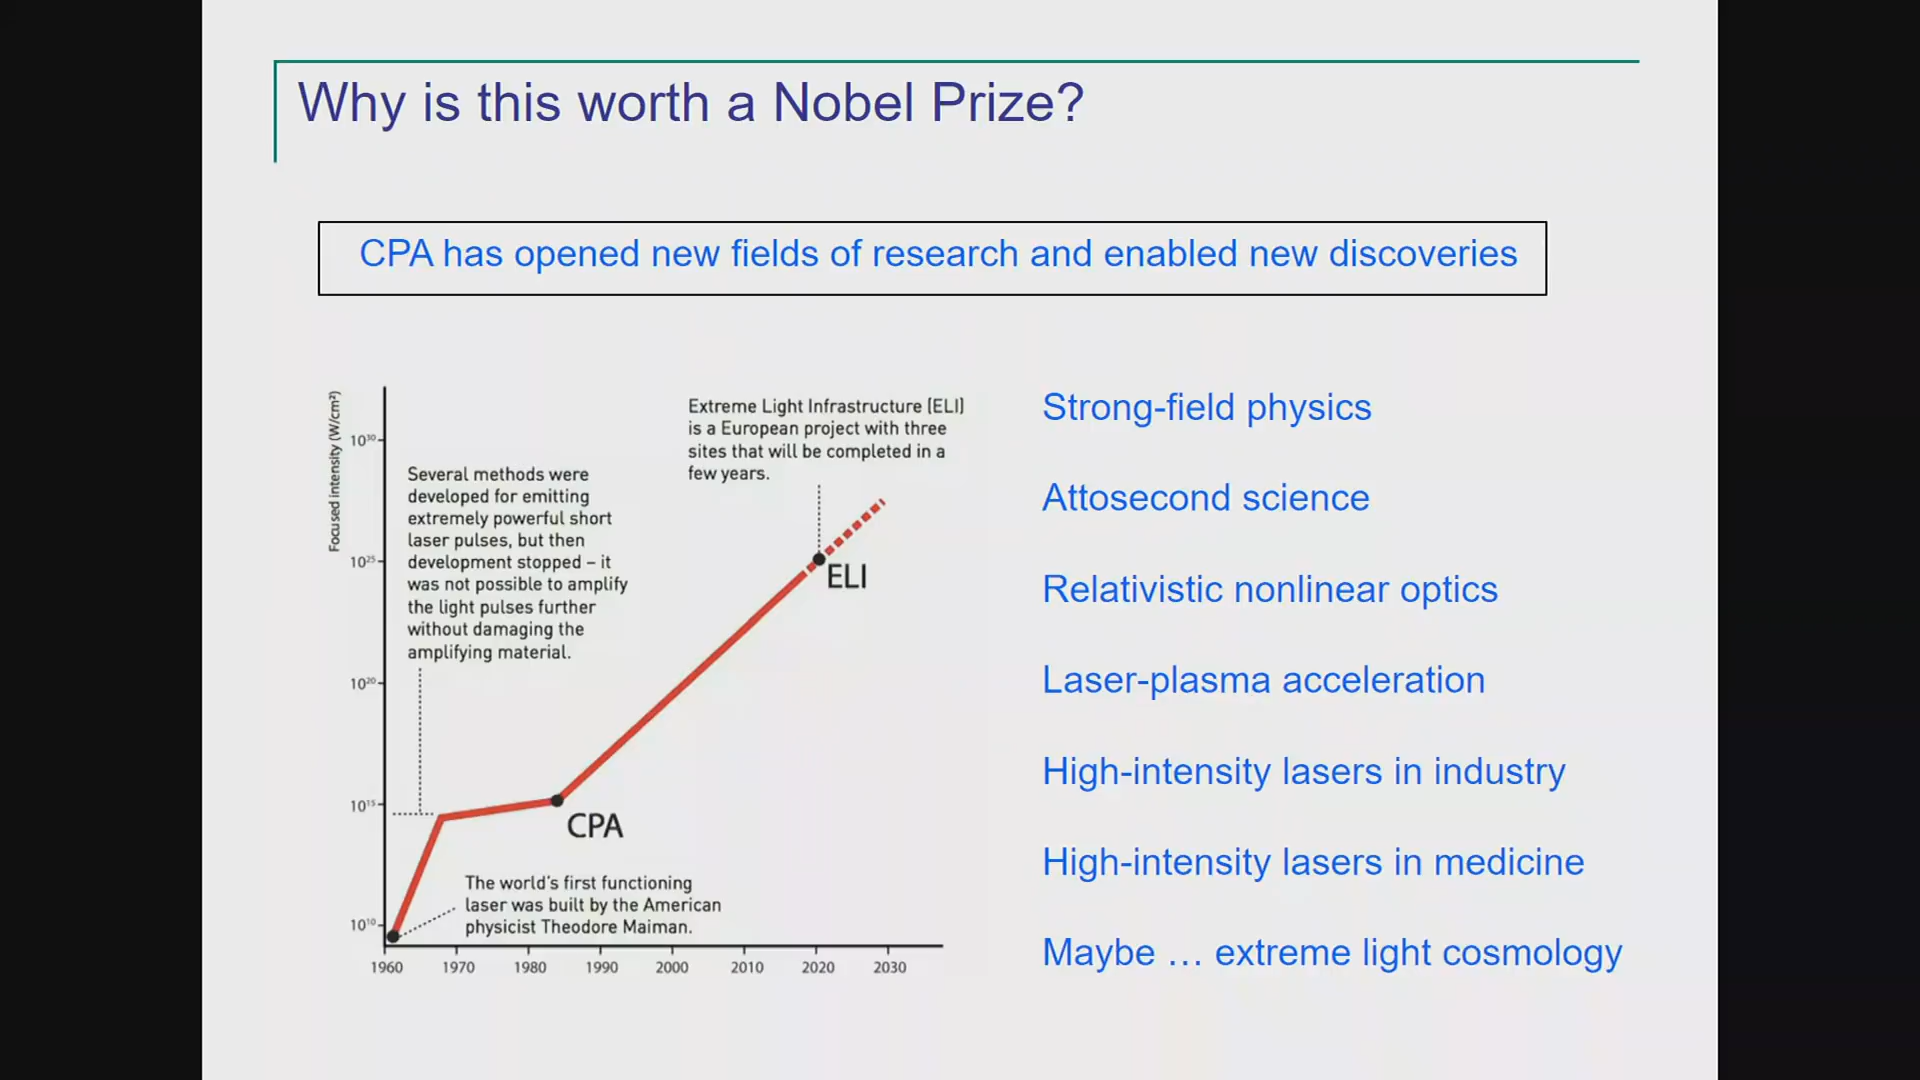 Why is this worth a Nobel Prize?
CPA has opened new fields of research and enabled new discoveries
Focused intensity (W/cm²)
10³⁰
10²⁵
10²⁰
10¹⁵
10¹⁰
Several methods were
developed for emitting
extremely powerful short
laser pulses, but then
development stopped – it
was not possible to amplify
the light pulses further
without damaging the
amplifying material.
Extreme Light Infrastructure (ELI)
is a European project with three
sites that will be completed in a
few years.
ELI
CPA
The world's first functioning
laser was built by the American
physicist Theodore Maiman.
1960 1970 1980 1990 2000 2010 2020 2030
Strong-field physics
Attosecond science
Relativistic nonlinear optics
Laser-plasma acceleration
High-intensity lasers in industry
High-intensity lasers in medicine
Maybe … extreme light cosmology